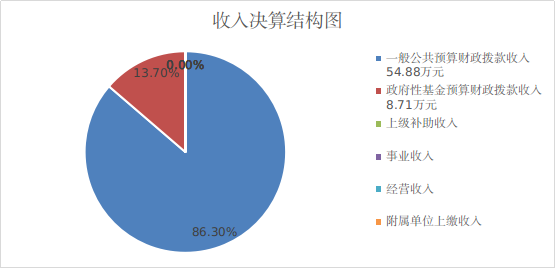 收入决算结构图
0.00%
13.70%
86.30%
一般公共预算财政拨款收入
54.88万元
政府性基金预算财政拨款收入
8.71万元
上级补助收入
事业收入
经营收入
附属单位上缴收入